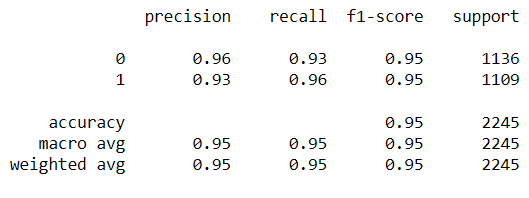 precision recall f1-score support
0 0.96 0.93 0.95 1136
1 0.93 0.96 0.95 1109
accuracy 0.95 2245
macro avg 0.95 0.95 0.95 2245
weighted avg 0.95 0.95 0.95 2245